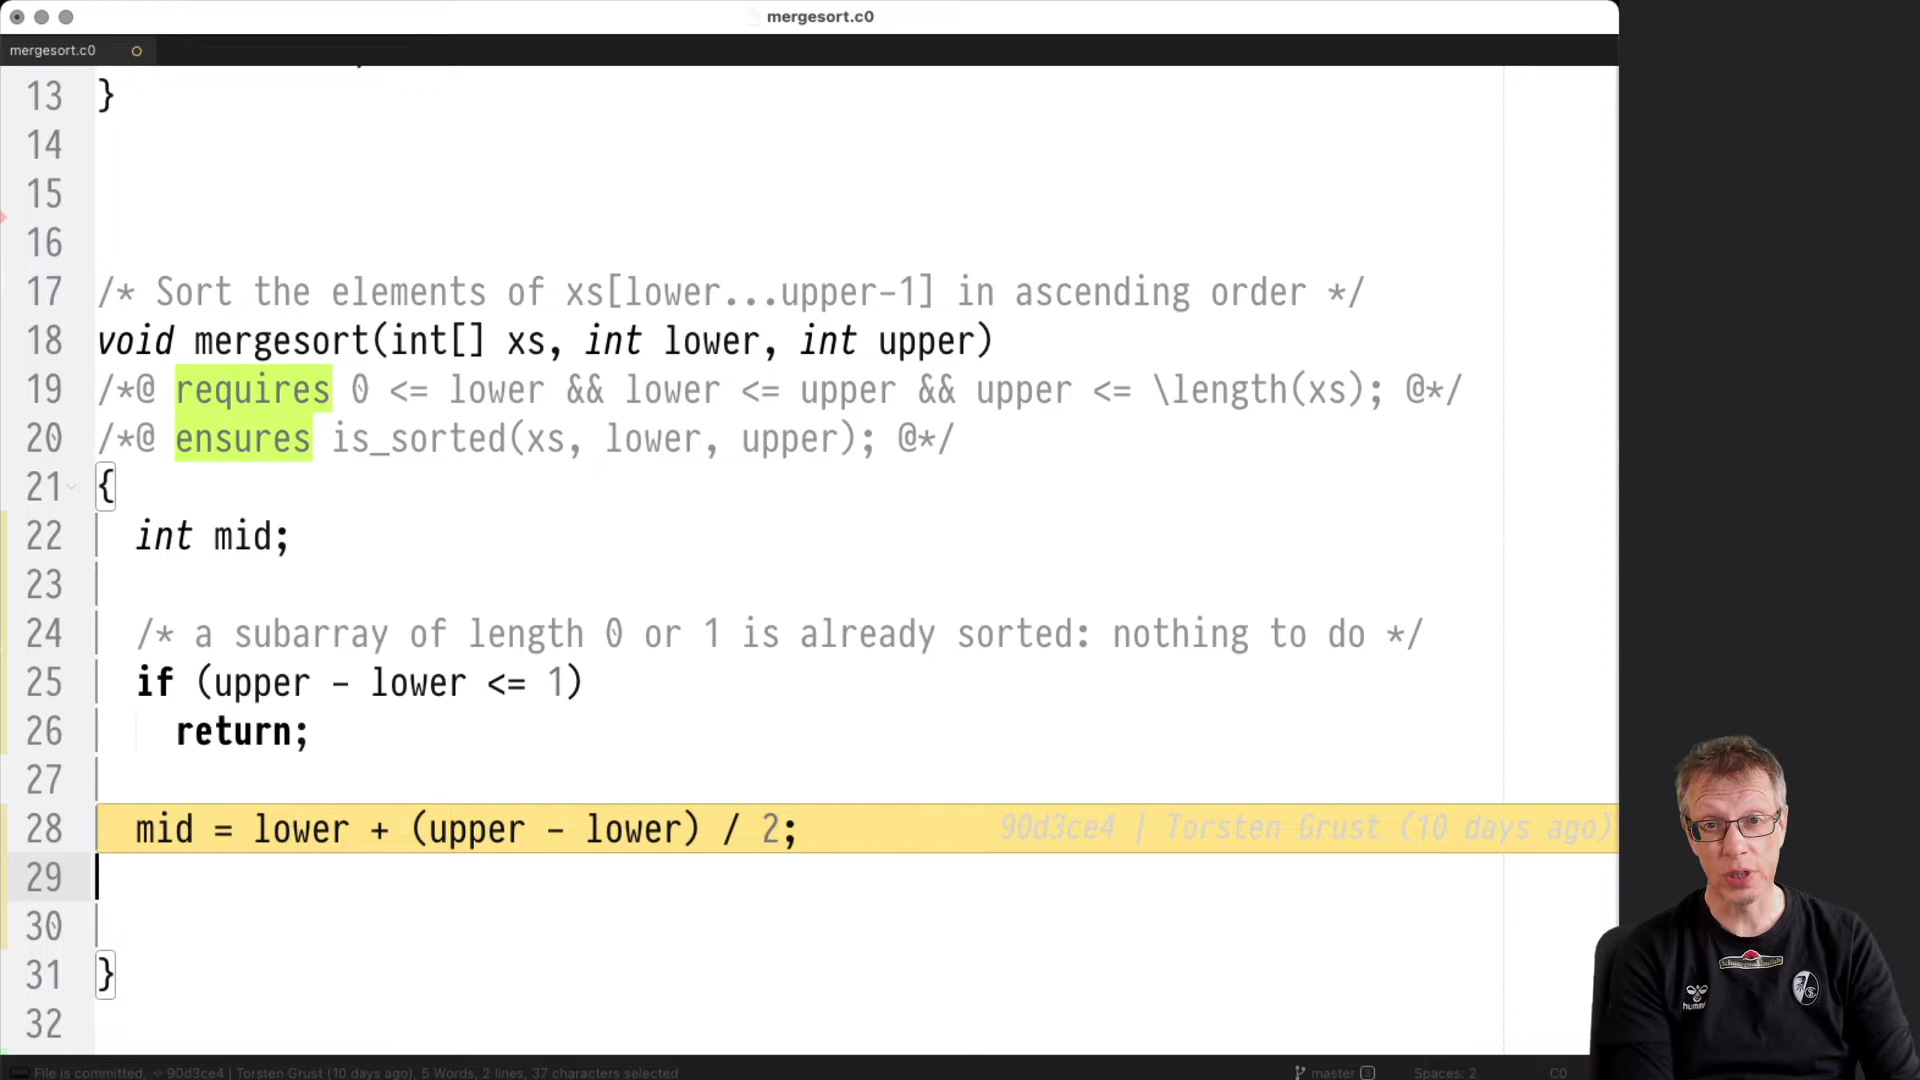 mergesort.c0
mergesort.c0
13 }
14
15
16
17 /* Sort the elements of xs[lower...upper-1] in ascending order */
18 void mergesort(int[] xs, int lower, int upper)
19 /*@ requires 0 <= lower && lower <= upper && upper <= \length(xs); @*/
20 /*@ ensures is_sorted(xs, lower, upper); @*/
21 {
22 int mid;
23
24 /* a subarray of length 0 or 1 is already sorted: nothing to do */
25 if (upper - lower <= 1)
26 return;
27
28 mid = lower + (upper - lower) / 2; 90d3ce4 | Torsten Grust (10 days ago)
29
30
31 }
32
hummel
File is committed, 90d3ce4 | Torsten Grust (10 days ago), 5 Words, 2 lines, 37 characters selected
master 3 Spaces: 2 C0